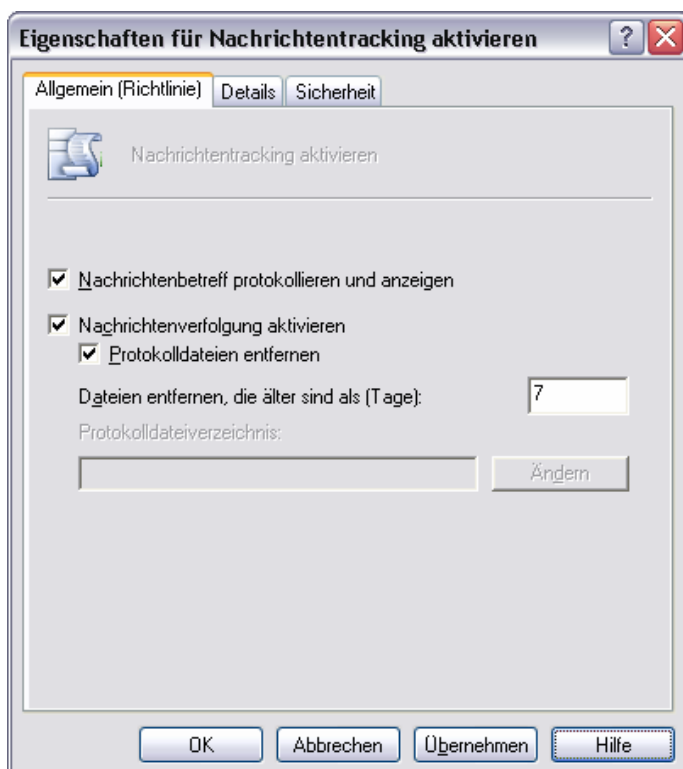 Eigenschaften für Nachrichtentracking aktivieren
?
Allgemein (Richtlinie) Details Sicherheit
Nachrichtentracking aktivieren
Nachrichtenbetreff protokollieren und anzeigen
Nachrichtenverfolgung aktivieren
Protokolldateien entfernen
Dateien entfernen, die älter sind als (Tage): 7
Protokolldateiverzeichnis:
Ändern
OK Abbrechen Übernehmen Hilfe